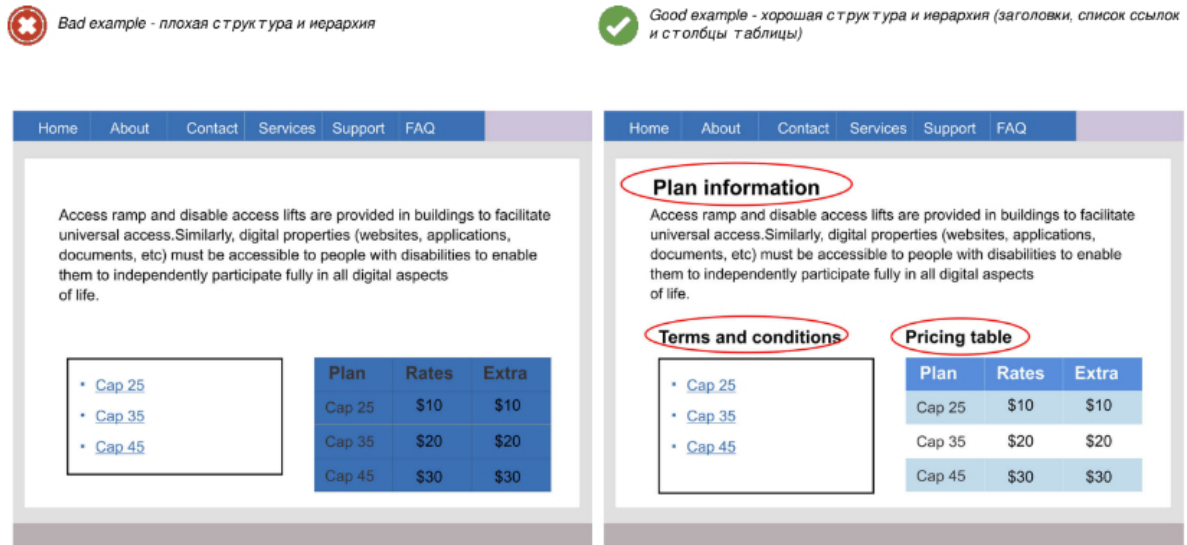 Bad example - плохая структура и иерархия
Good example - хорошая структура и иерархия (заголовки, список ссылок
и столбцы таблицы)
Home About Contact Services Support FAQ
Access ramp and disable access lifts are provided in buildings to facilitate
universal access.Similarly, digital properties (websites, applications,
documents, etc) must be accessible to people with disabilities to enable
them to independently participate fully in all digital aspects
of life.
• Cap 25
• Cap 35
• Cap 45
Plan Rates Extra
Cap 25 $10 $10
Cap 35 $20 $20
Cap 45 $30 $30
Home About Contact Services Support FAQ
Plan information
Access ramp and disable access lifts are provided in buildings to facilitate
universal access.Similarly, digital properties (websites, applications,
documents, etc) must be accessible to people with disabilities to enable
them to independently participate fully in all digital aspects
of life.
Terms and conditions
• Cap 25
• Cap 35
• Cap 45
Pricing table
Plan Rates Extra
Cap 25 $10 $10
Cap 35 $20 $20
Cap 45 $30 $30